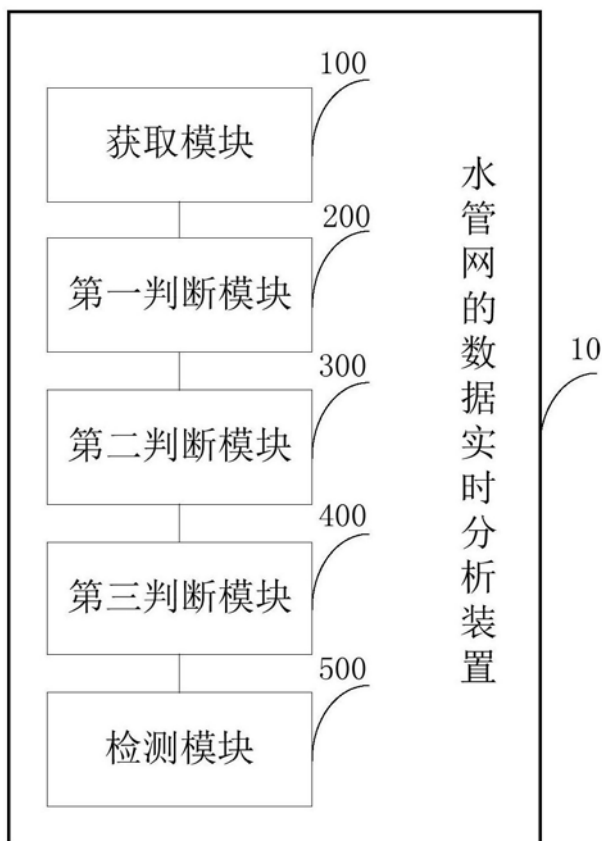 100
获取模块
200
第一判断模块
300
第二判断模块
400
第三判断模块
500
检测模块
水管网的数据实时分析装置
10